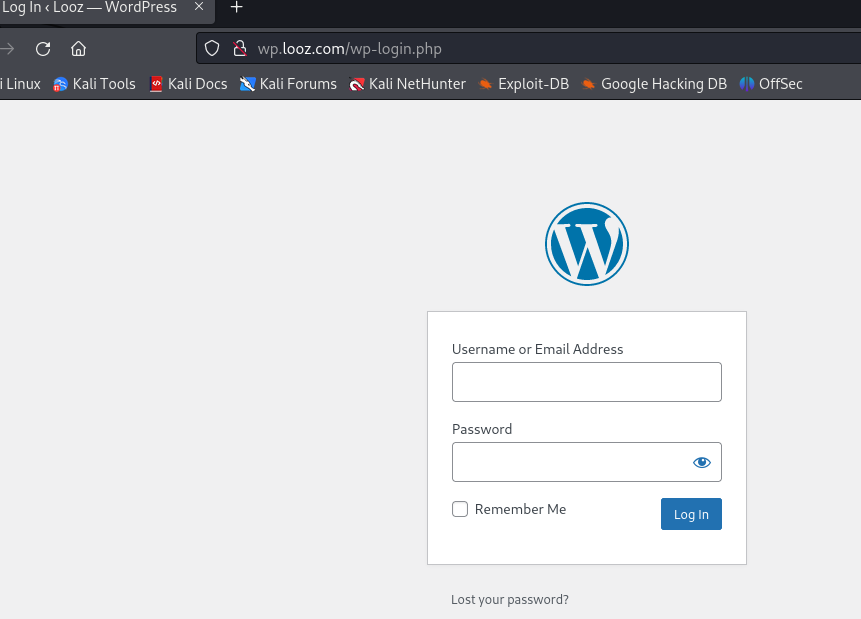 Log In ‹ Looz — WordPress
wp.looz.com/wp-login.php
i Linux Kali Tools Kali Docs Kali Forums Kali NetHunter Exploit-DB Google Hacking DB OffSec
Username or Email Address
Password
Remember Me Log In
Lost your password?